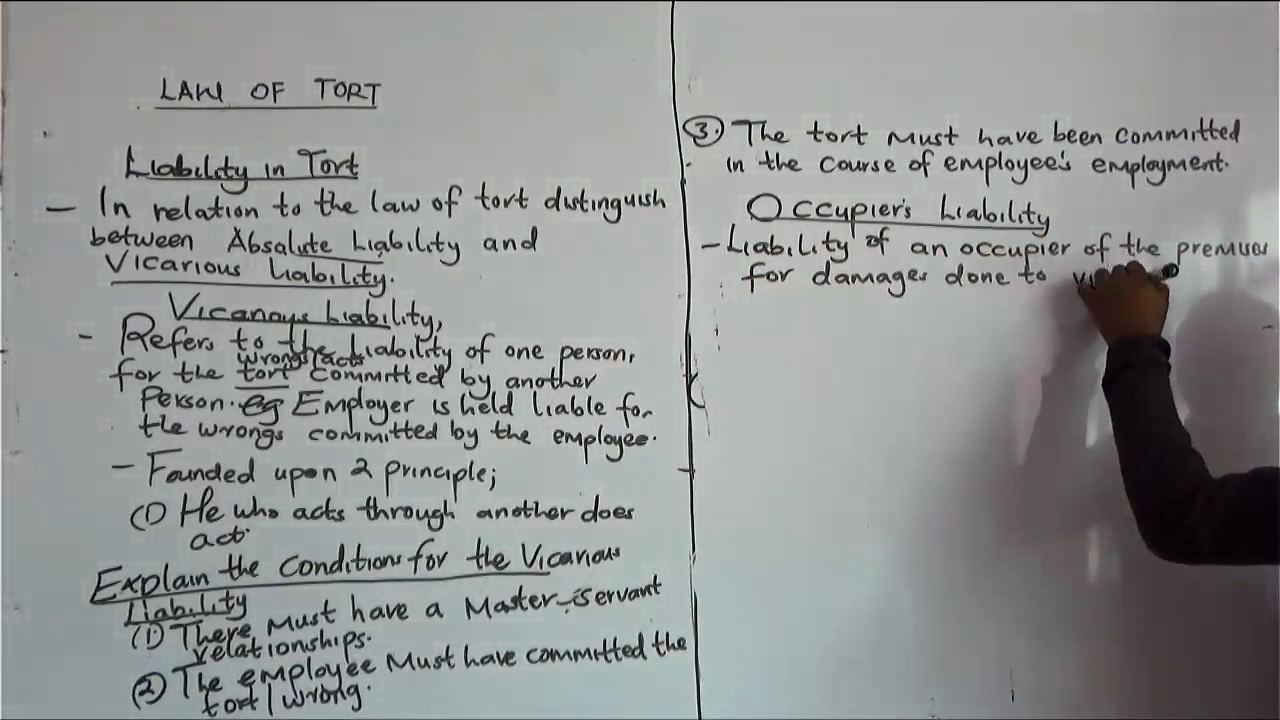 LAW OF TORT
Liability in Tort
- In relation to the law of tort distinguish
between Absolute Liability and
Vicarious Liability.
Vicarious Liability,
- Refers to the Liability of one person,
wrongs/acts
for the tort committed by another
Person. eg Employer is held liable for
the wrongs committed by the employee.
- Founded upon 2 principle;
(1) He who acts through another does
act.
Explain the Conditions for the Vicarious
Liability
(1) There Must have a Master-Servant
relationships.
(2) The employee Must have committed the
tort/wrong.
(3) The tort must have been committed
in the course of employee's employment.
Occupier's Liability
- Liability of an occupier of the premises
for damages done to